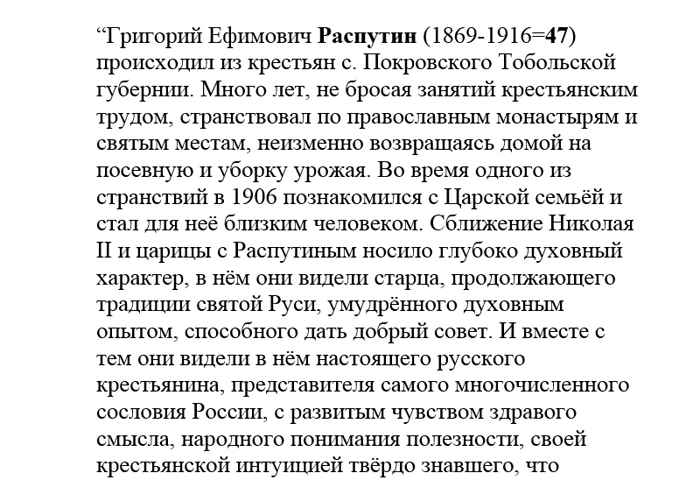 “Григорий Ефимович Распутин (1869-1916=47)
происходил из крестьян с. Покровского Тобольской
губернии. Много лет, не бросая занятий крестьянским
трудом, странствовал по православным монастырям и
святым местам, неизменно возвращаясь домой на
посевную и уборку урожая. Во время одного из
странствий в 1906 познакомился с Царской семьёй и
стал для неё близким человеком. Сближение Николая
II и царицы с Распутиным носило глубоко духовный
характер, в нём они видели старца, продолжающего
традиции святой Руси, умудрённого духовным
опытом, способного дать добрый совет. И вместе с
тем они видели в нём настоящего русского
крестьянина, представителя самого многочисленного
сословия России, с развитым чувством здравого
смысла, народного понимания полезности, своей
крестьянской интуицией твёрдо знавшего, что